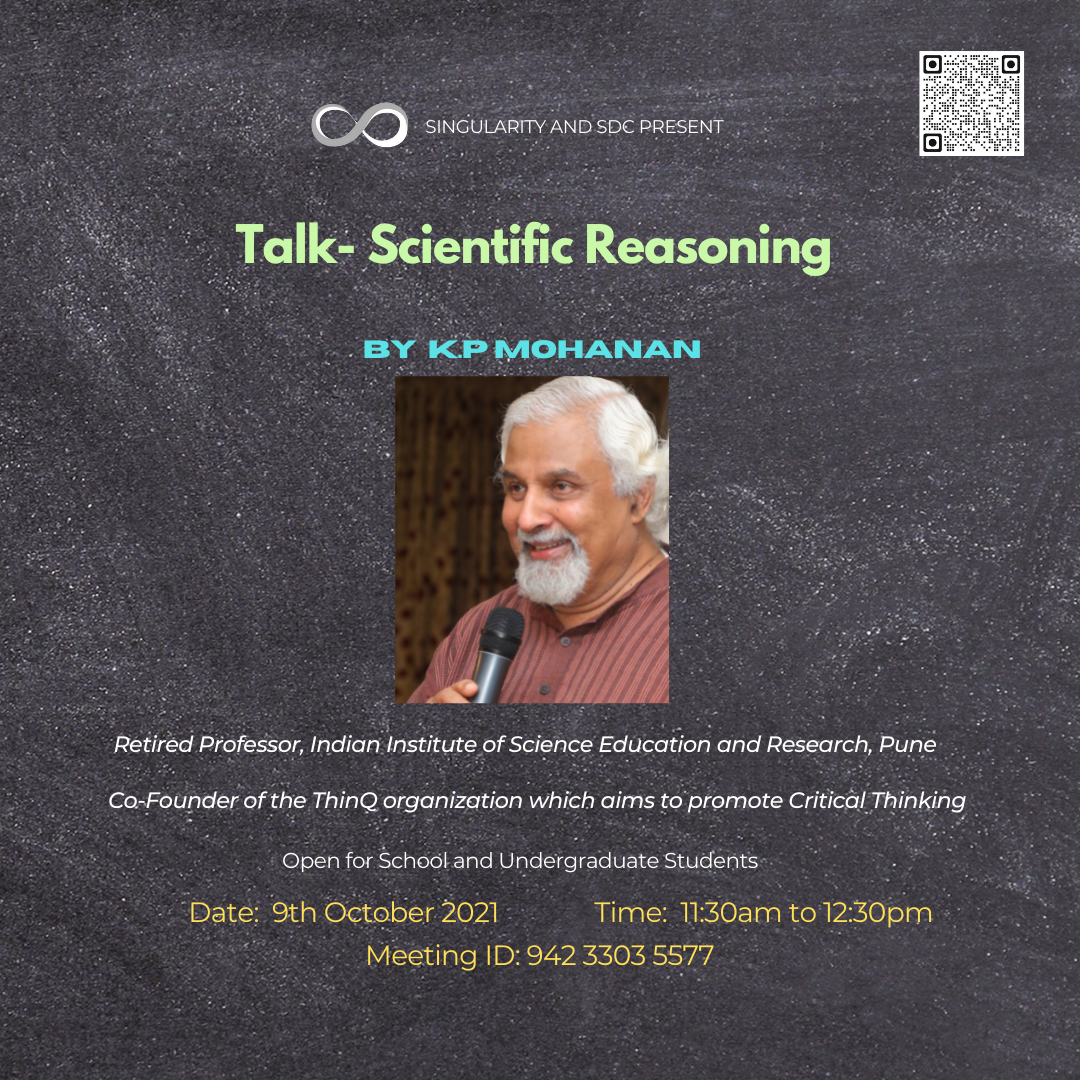 SINGULARITY AND SDC PRESENT
Talk- Scientific Reasoning
BY K.P MOHANAN
Retired Professor, Indian Institute of Science Education and Research, Pune
Co-Founder of the ThinQ organization which aims to promote Critical Thinking
Open for School and Undergraduate Students
Date: 9th October 2021 Time: 11:30am to 12:30pm
Meeting ID: 942 3303 5577